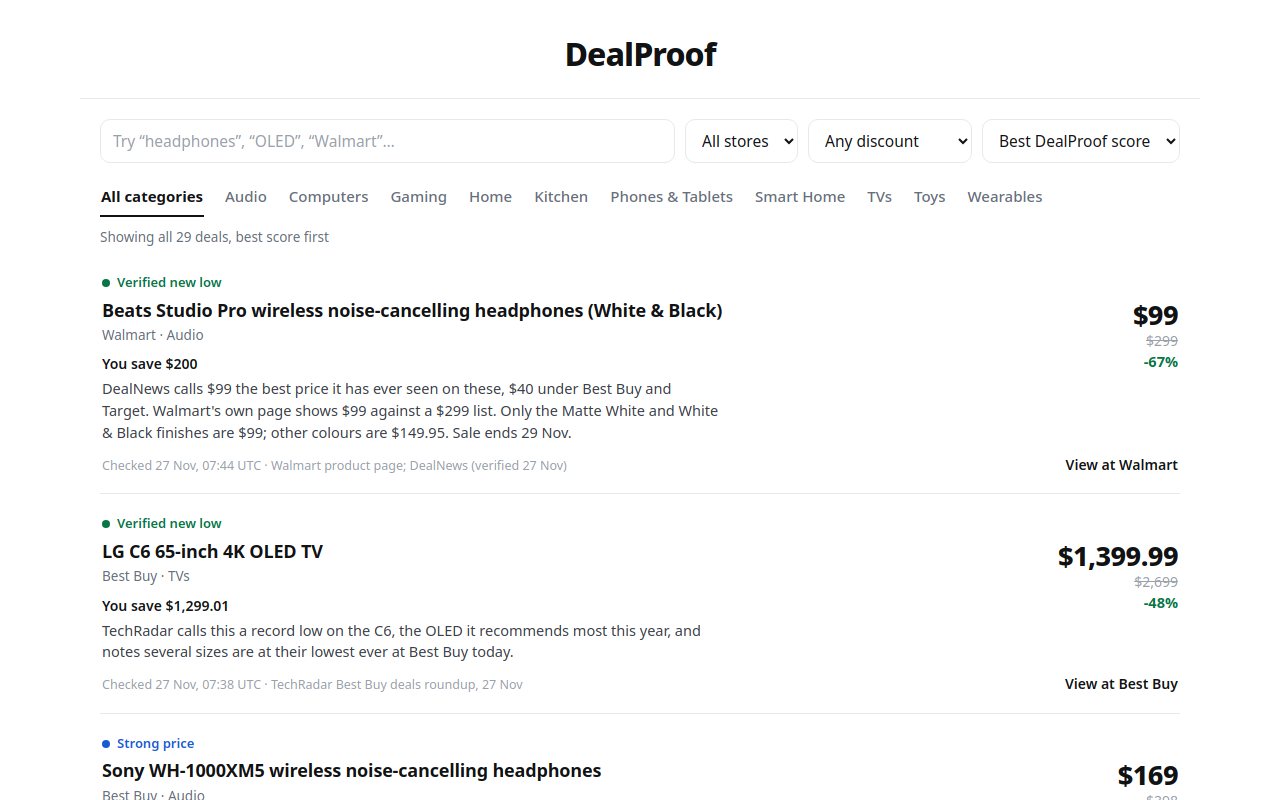 DealProof
Try “headphones”, “OLED”, “Walmart”…
All stores
Any discount
Best DealProof score
All categories Audio Computers Gaming Home Kitchen Phones & Tablets Smart Home TVs Toys Wearables
Showing all 29 deals, best score first
Verified new low
Beats Studio Pro wireless noise-cancelling headphones (White & Black)
Walmart · Audio
You save $200
DealNews calls $99 the best price it has ever seen on these, $40 under Best Buy and
Target. Walmart's own page shows $99 against a $299 list. Only the Matte White and White
& Black finishes are $99; other colours are $149.95. Sale ends 29 Nov.
Checked 27 Nov, 07:44 UTC · Walmart product page; DealNews (verified 27 Nov)
$99
$299
-67%
View at Walmart
Verified new low
LG C6 65-inch 4K OLED TV
Best Buy · TVs
You save $1,299.01
TechRadar calls this a record low on the C6, the OLED it recommends most this year, and
notes several sizes are at their lowest ever at Best Buy today.
Checked 27 Nov, 07:38 UTC · TechRadar Best Buy deals roundup, 27 Nov
$1,399.99
$2,699
-48%
View at Best Buy
Strong price
Sony WH-1000XM5 wireless noise-cancelling headphones
Best Buy · Audio
$169
$398